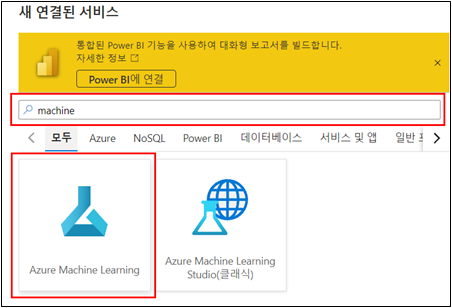 새 연결된 서비스
통합된 Power BI 기능을 사용하여 대화형 보고서를 빌드합니다.
자세한 정보
Power BI에 연결
machine
모두 Azure NoSQL Power BI 데이터베이스 서비스 및 앱 일반
Azure Machine Learning
Azure Machine Learning
Studio(클래식)